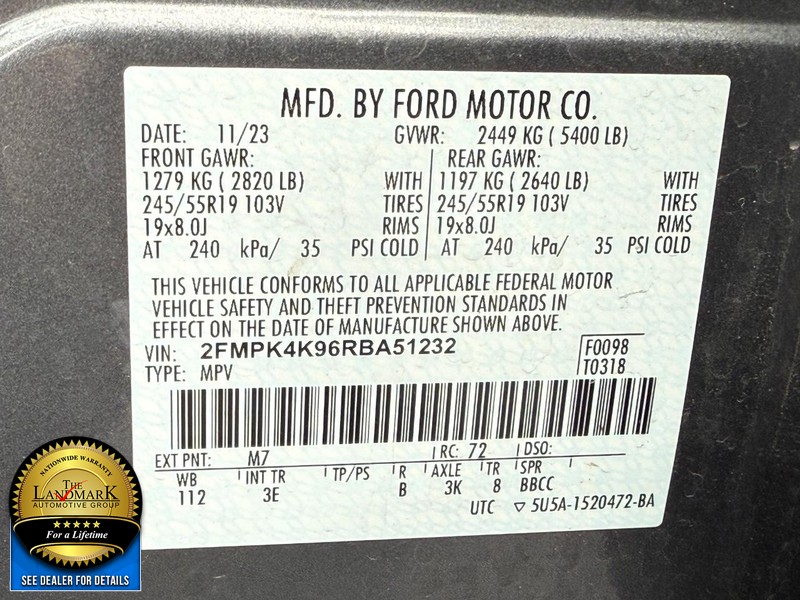 MFD. BY FORD MOTOR CO.
DATE: 11/23 GVWR: 2449 KG ( 5400 LB)
FRONT GAWR: REAR GAWR:
1279 KG ( 2820 LB) WITH 1197 KG ( 2640 LB) WITH
245/55R19 103V TIRES 245/55R19 103V TIRES
19x8.0J RIMS 19x8.0J RIMS
AT 240 kPa/ 35 PSI COLD AT 240 kPa/ 35 PSI COLD
THIS VEHICLE CONFORMS TO ALL APPLICABLE FEDERAL MOTOR
VEHICLE SAFETY AND THEFT PREVENTION STANDARDS IN
EFFECT ON THE DATE OF MANUFACTURE SHOWN ABOVE.
VIN: 2FMPK4K96RBA51232 F0098
TYPE: MPV T0318
EXT PNT: M7 RC: 72 DSO:
WB INT TR TP/PS R AXLE TR SPR
112 3E B 3K 8 BBCC
UTC ▽ 5U5A-1520472-BA
NATIONWIDE WARRANTY
THE
LANDMARK
AUTOMOTIVE GROUP
For a Lifetime
SEE DEALER FOR DETAILS